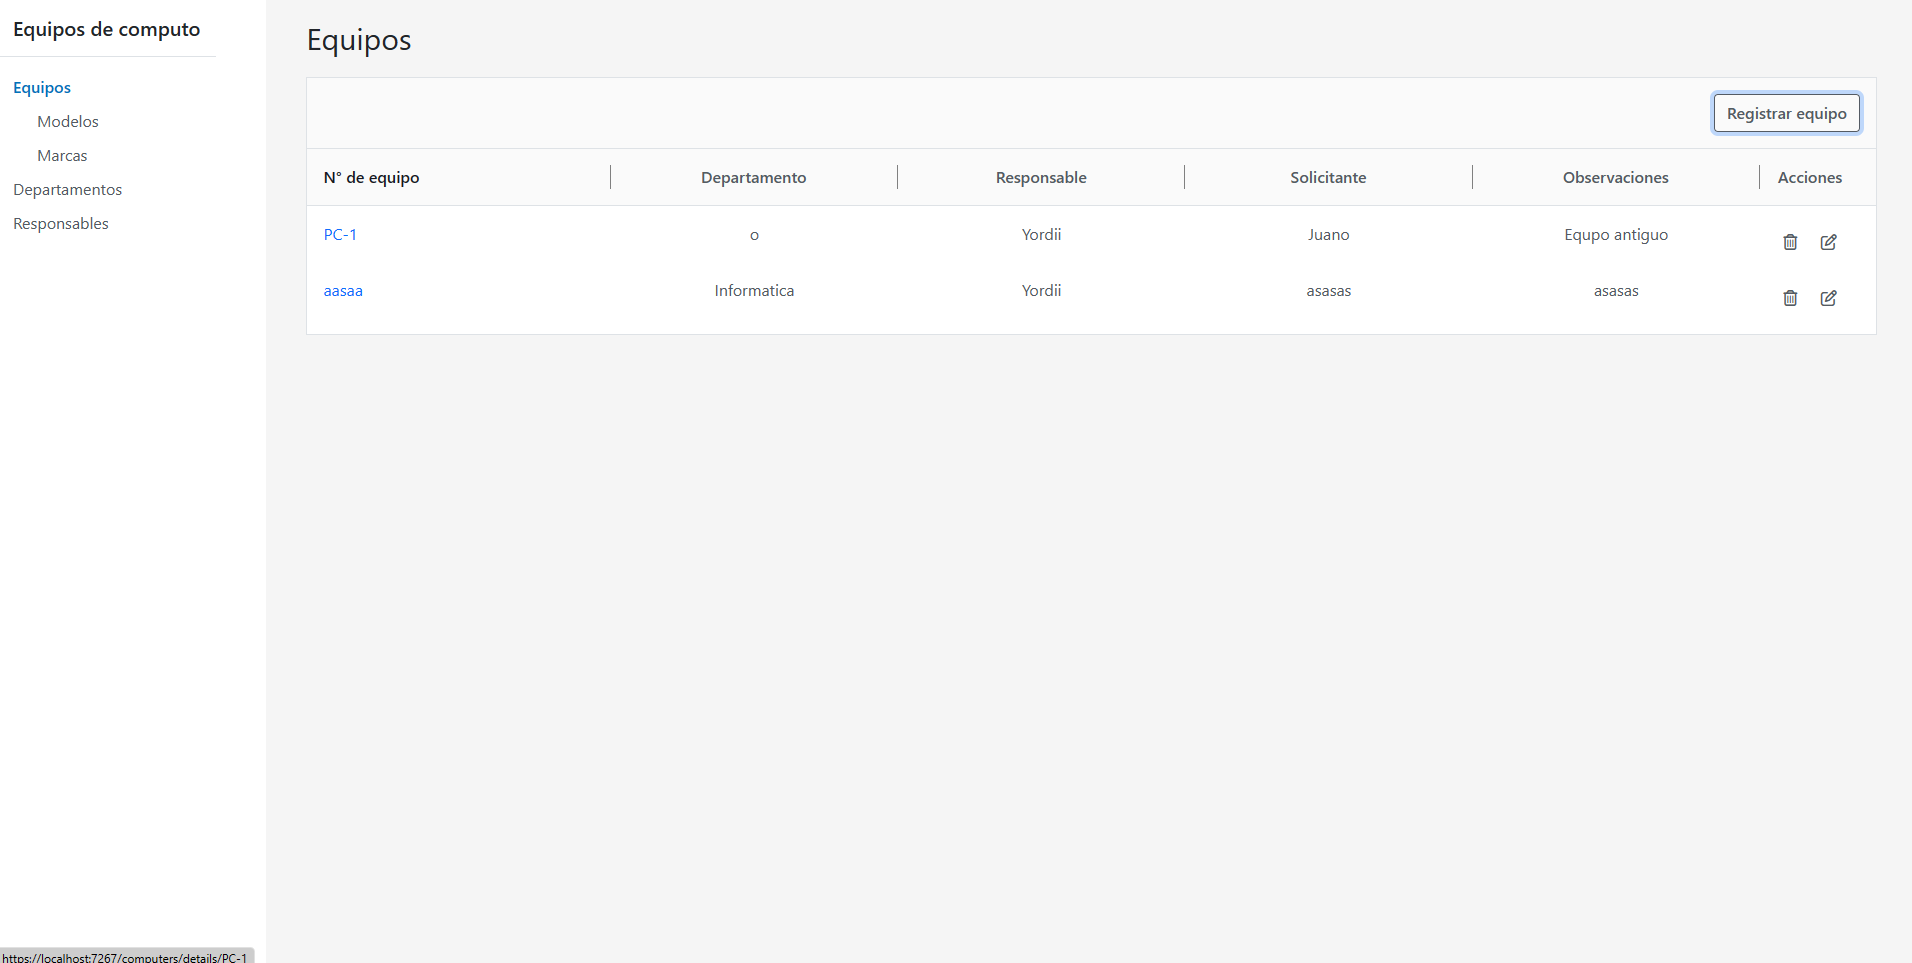 Equipos de computo
Equipos
Modelos
Marcas
Departamentos
Responsables
Equipos
Registrar equipo
N° de equipo Departamento Responsable Solicitante Observaciones Acciones
PC-1 o Yordii Juano Equpo antiguo
aasaa Informatica Yordii asasas asasas
https://localhost:7267/computers/details/PC-1